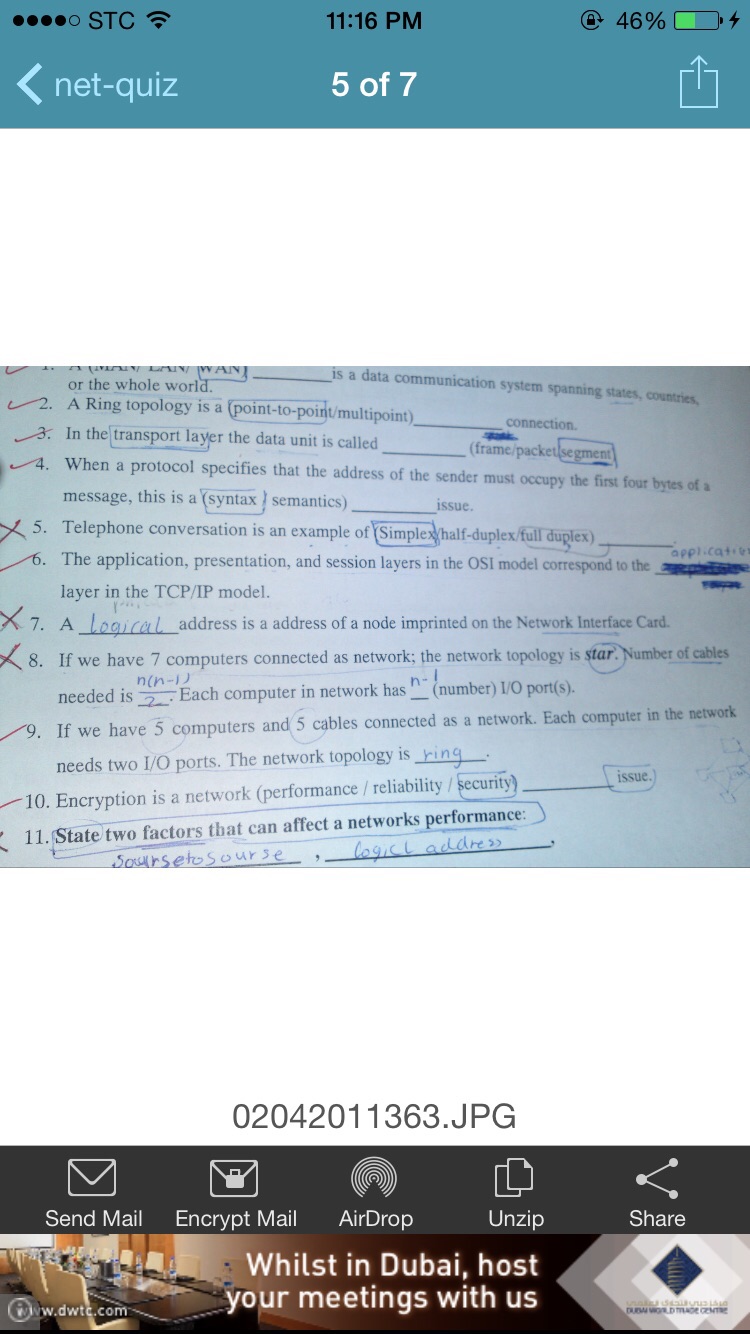 STC 11:16 PM 46%
net-quiz 5 of 7
1. A (MAN/ LAN/ WAN) ________ is a data communication system spanning states, countries,
or the whole world.
2. A Ring topology is a (point-to-point/multipoint) ________ connection.
3. In the transport layer the data unit is called ________ (frame/packet/segment)
4. When a protocol specifies that the address of the sender must occupy the first four bytes of a
message, this is a (syntax / semantics) ________ issue.
5. Telephone conversation is an example of (Simplex/half-duplex/full duplex) ________.
application
6. The application, presentation, and session layers in the OSI model correspond to the ________
layer in the TCP/IP model.
7. A logical address is a address of a node imprinted on the Network Interface Card.
8. If we have 7 computers connected as network; the network topology is star. Number of cables
needed is n(n-1)/2. Each computer in network has n-1 (number) I/O port(s).
9. If we have 5 computers and 5 cables connected as a network. Each computer in the network
needs two I/O ports. The network topology is ring.
10. Encryption is a network (performance / reliability / security) ________ issue.
11. State two factors that can affect a networks performance:
soursetosourse , logicl address
02042011363.JPG
Send Mail Encrypt Mail AirDrop Unzip Share
Whilst in Dubai, host
your meetings with us
www.dwtc.com
DUBAI WORLD TRADE CENTRE